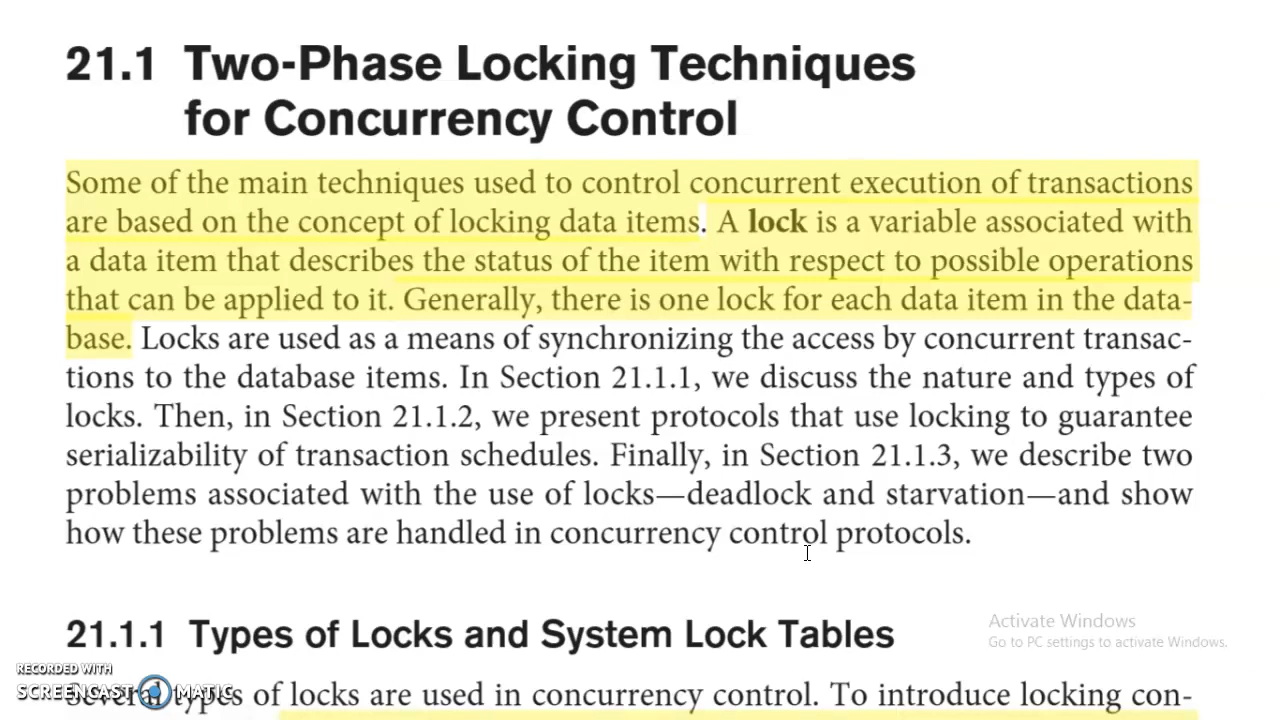 21.1 Two-Phase Locking Techniques
for Concurrency Control
Some of the main techniques used to control concurrent execution of transactions
are based on the concept of locking data items. A lock is a variable associated with
a data item that describes the status of the item with respect to possible operations
that can be applied to it. Generally, there is one lock for each data item in the data-
base. Locks are used as a means of synchronizing the access by concurrent transac-
tions to the database items. In Section 21.1.1, we discuss the nature and types of
locks. Then, in Section 21.1.2, we present protocols that use locking to guarantee
serializability of transaction schedules. Finally, in Section 21.1.3, we describe two
problems associated with the use of locks—deadlock and starvation—and show
how these problems are handled in concurrency control protocols.
Activate Windows
Go to PC settings to activate Windows.
21.1.1 Types of Locks and System Lock Tables
RECORDED WITH
SCREENCAST MATIC
Several types of locks are used in concurrency control. To introduce locking con-